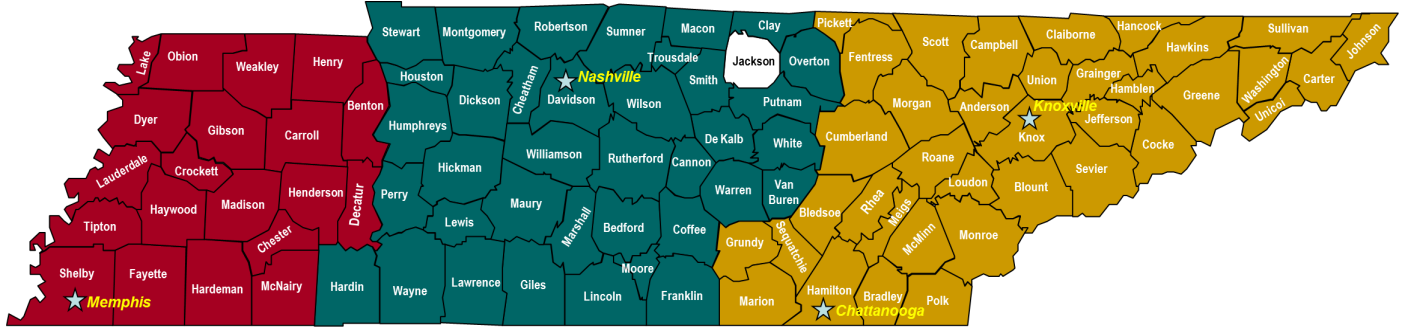 Lake
Obion
Weakley
Henry
Benton
Dyer
Gibson
Carroll
Lauderdale
Crockett
Haywood
Madison
Henderson
Decatur
Tipton
Chester
Shelby
Memphis
Fayette
Hardeman
McNairy
Stewart
Montgomery
Robertson
Sumner
Macon
Clay
Trousdale
Jackson
Overton
Houston
Dickson
Cheatham
Nashville
Davidson
Wilson
Smith
Putnam
Humphreys
Hickman
Williamson
Rutherford
De Kalb
Cannon
White
Perry
Lewis
Maury
Marshall
Bedford
Coffee
Warren
Van
Buren
Hardin
Wayne
Lawrence
Giles
Moore
Lincoln
Franklin
Pickett
Fentress
Scott
Campbell
Claiborne
Hancock
Hawkins
Sullivan
Johnson
Morgan
Anderson
Union
Grainger
Hamblen
Knoxville
Knox
Jefferson
Greene
Washington
Unicoi
Carter
Cumberland
Roane
Loudon
Blount
Sevier
Cocke
Bledsoe
Rhea
Meigs
McMinn
Monroe
Grundy
Sequatchie
Marion
Hamilton
Chattanooga
Bradley
Polk